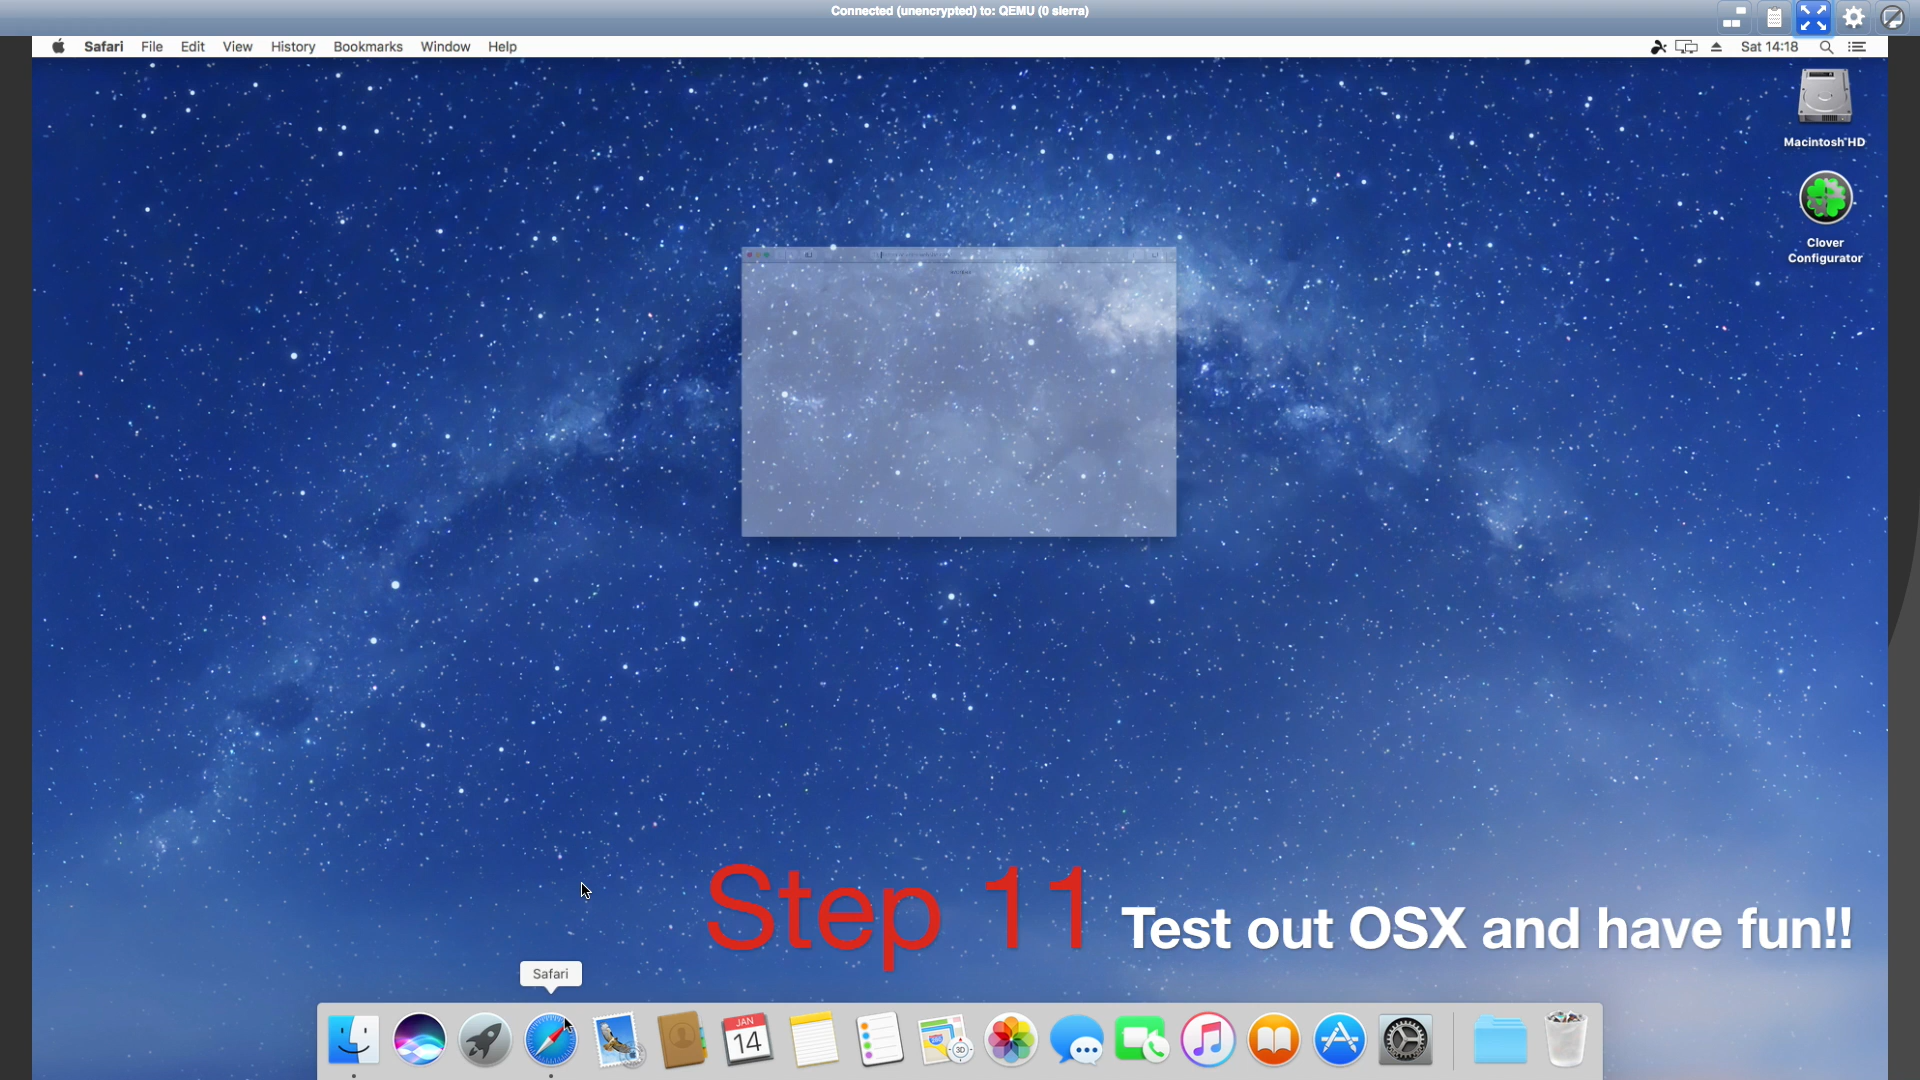 Connected (unencrypted) to: QEMU (0 sierra)
Safari File Edit View History Bookmarks Window Help
Sat 14:18
Macintosh HD
Clover
Configurator
Step 11 Test out OSX and have fun!!
Safari
JAN
14
3D